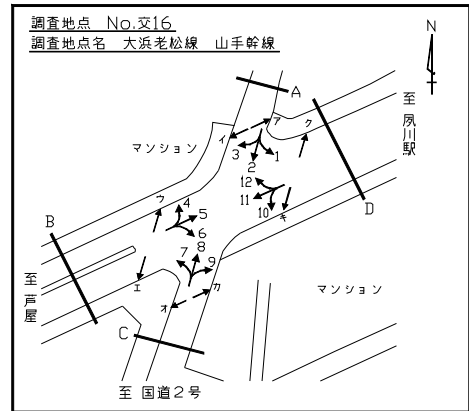 調査地点 No.交16
調査地点名 大浜老松線 山手幹線
N
A
ア
ク
至 夙川駅
マンション
イ
3
2
1
12
11
10
キ
D
B
ウ
4
5
6
7
8
9
至 芦屋
エ
オ
カ
マンション
C
至 国道2号